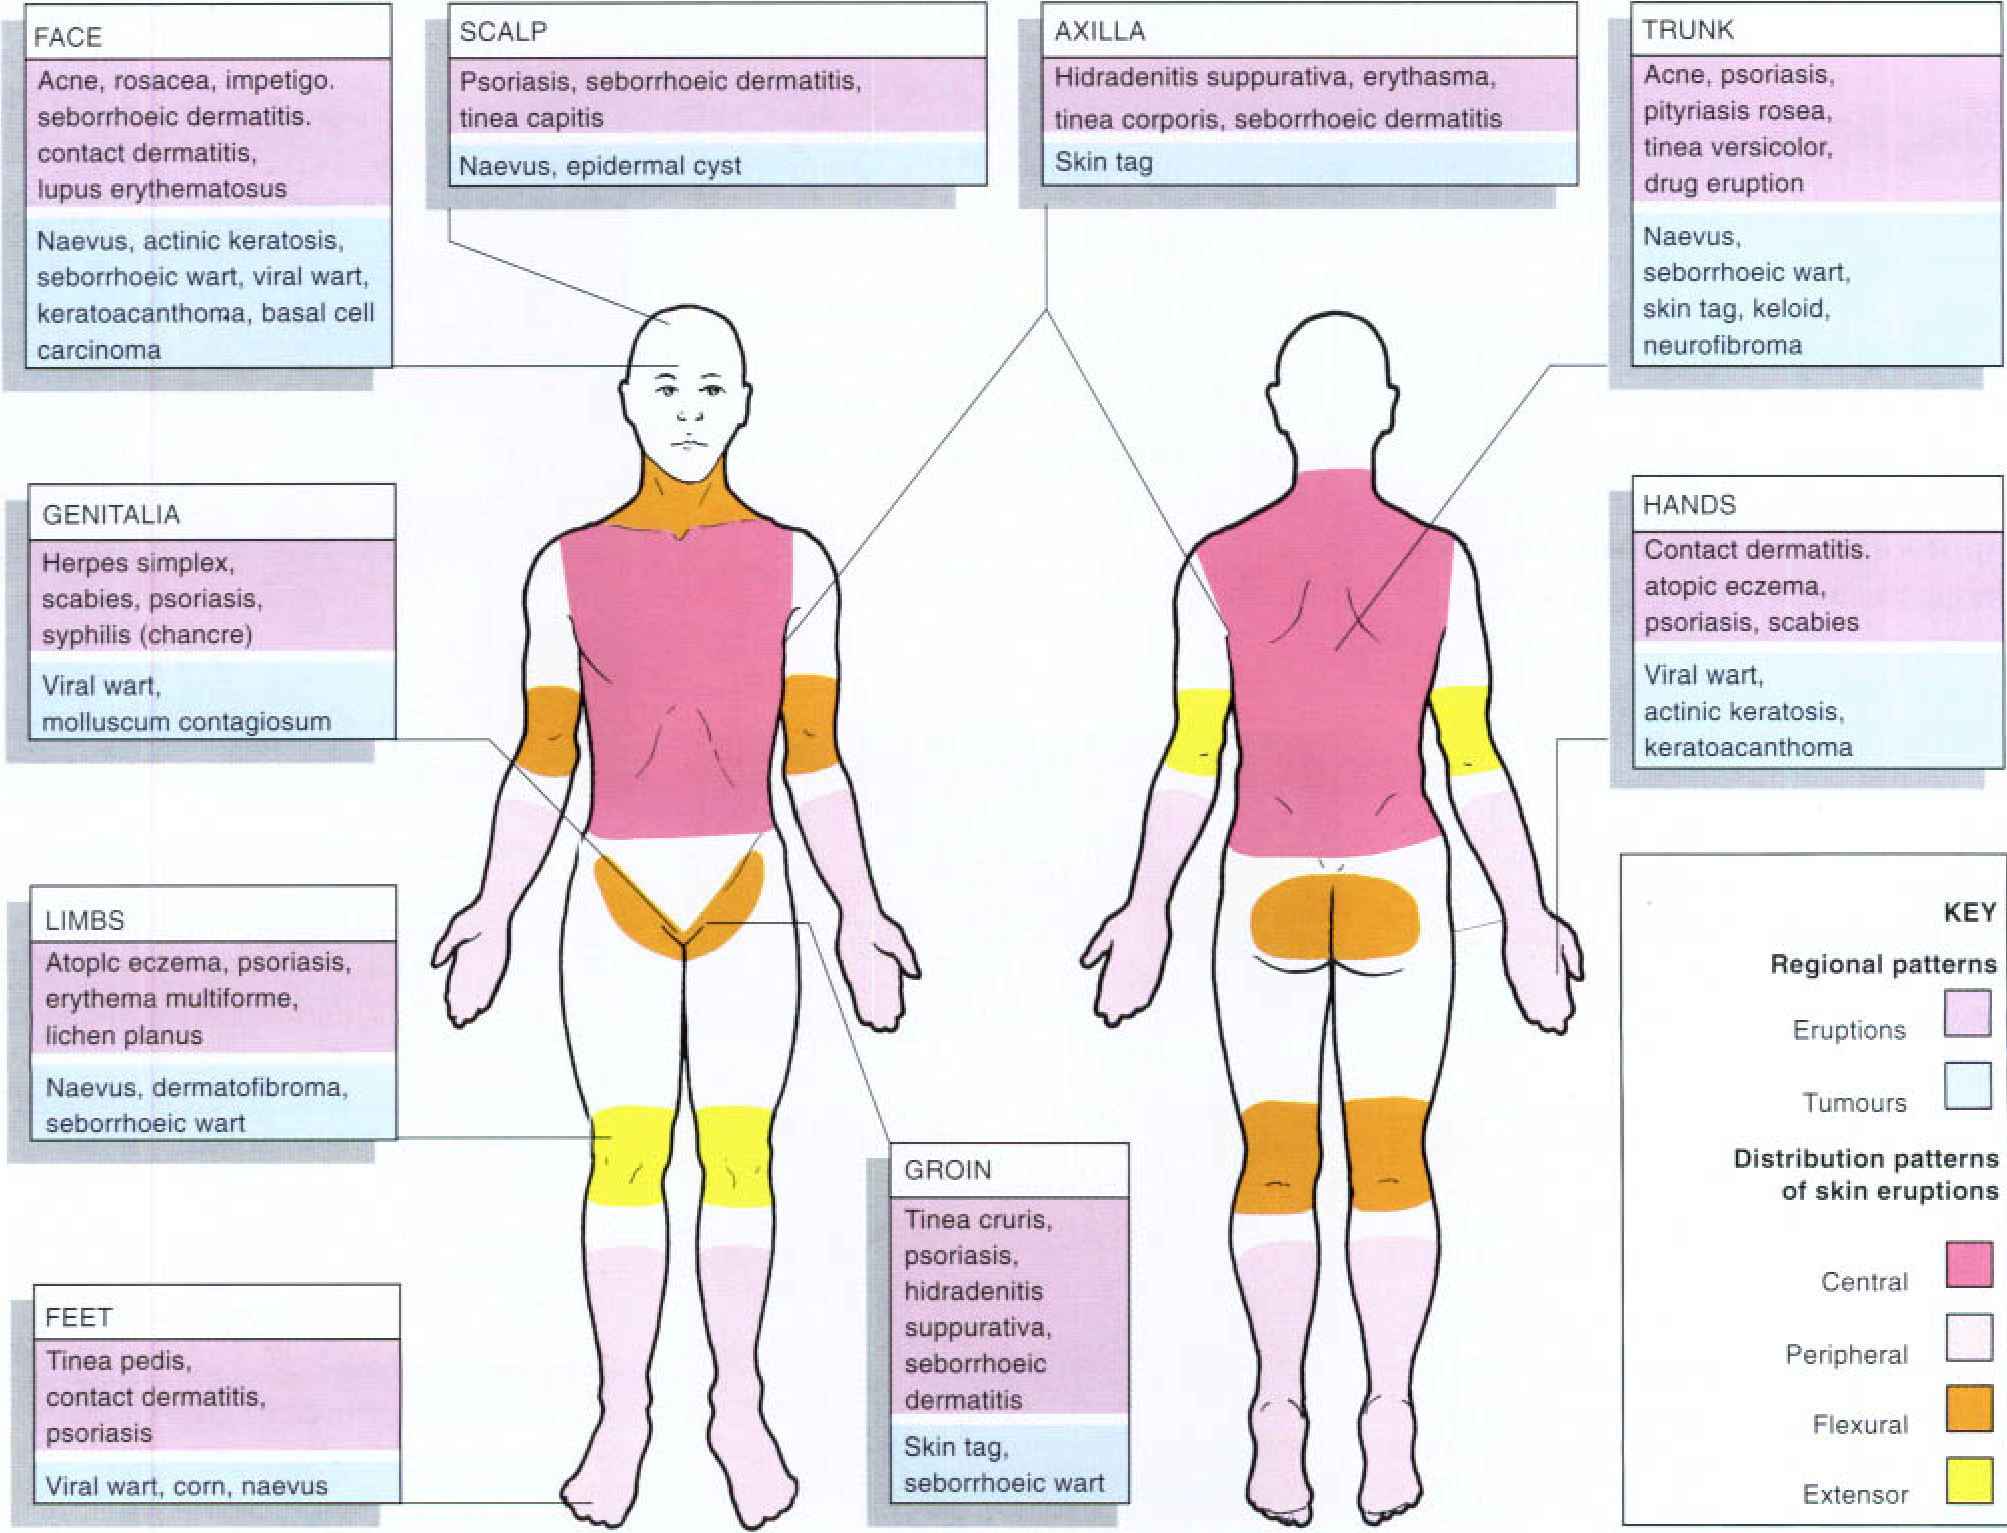 FACE
Acne, rosacea, impetigo.
seborrhoeic dermatitis.
contact dermatitis,
lupus erythematosus
Naevus, actinic keratosis,
seborrhoeic wart, viral wart,
keratoacanthoma, basal cell
carcinoma
SCALP
Psoriasis, seborrhoeic dermatitis,
tinea capitis
Naevus, epidermal cyst
AXILLA
Hidradenitis suppurativa, erythasma,
tinea corporis, seborrhoeic dermatitis
Skin tag
TRUNK
Acne, psoriasis,
pityriasis rosea,
tinea versicolor,
drug eruption
Naevus,
seborrhoeic wart,
skin tag, keloid,
neurofibroma
GENITALIA
Herpes simplex,
scabies, psoriasis,
syphilis (chancre)
Viral wart,
molluscum contagiosum
HANDS
Contact dermatitis.
atopic eczema,
psoriasis, scabies
Viral wart,
actinic keratosis,
keratoacanthoma
LIMBS
Atoplc eczema, psoriasis,
erythema multiforme,
lichen planus
Naevus, dermatofibroma,
seborrhoeic wart
FEET
Tinea pedis,
contact dermatitis,
psoriasis
Viral wart, corn, naevus
GROIN
Tinea cruris,
psoriasis,
hidradenitis
suppurativa,
seborrhoeic
dermatitis
Skin tag,
seborrhoeic wart
KEY
Regional patterns
Eruptions
Tumours
Distribution patterns
of skin eruptions
Central
Peripheral
Flexural
Extensor